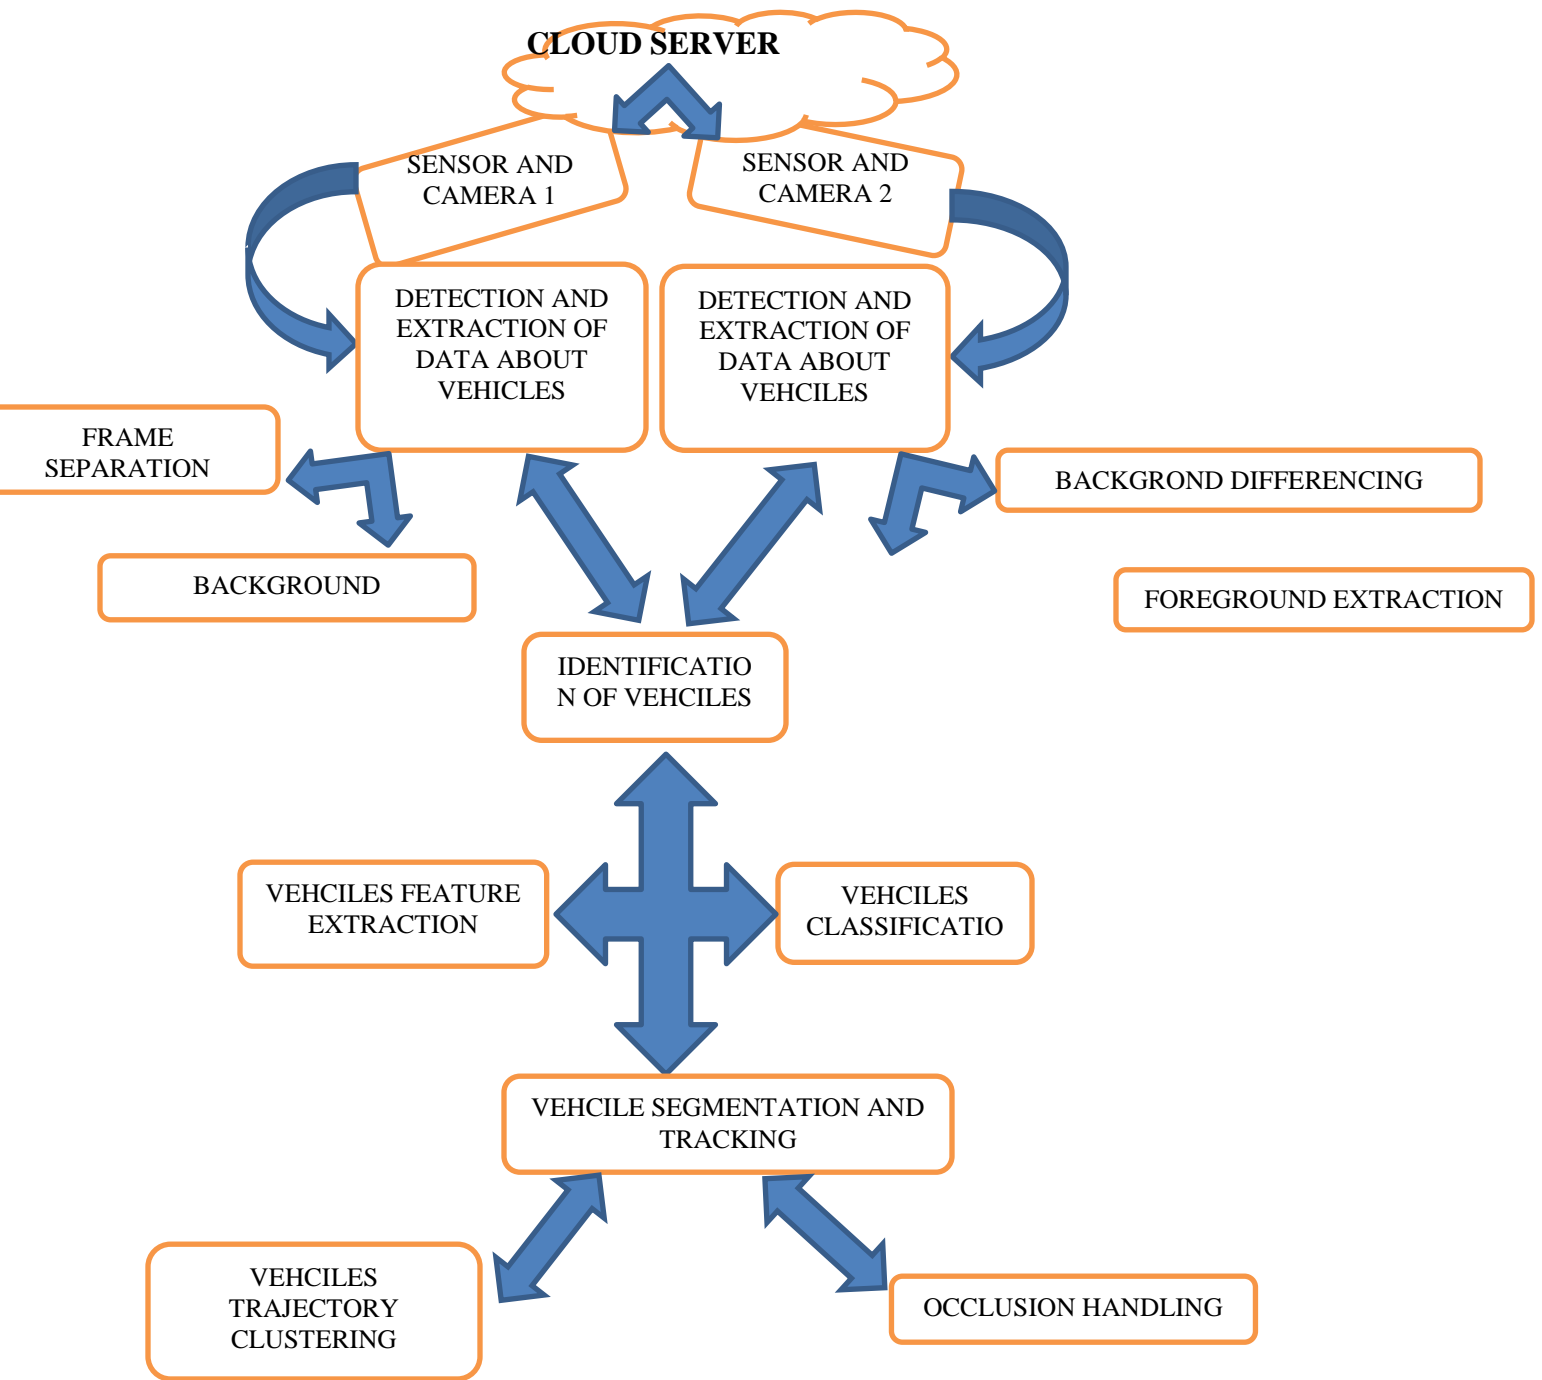 CLOUD SERVER
SENSOR AND
CAMERA 1
SENSOR AND
CAMERA 2
DETECTION AND
EXTRACTION OF
DATA ABOUT
VEHICLES
DETECTION AND
EXTRACTION OF
DATA ABOUT
VEHCILES
FRAME
SEPARATION
BACKGROND DIFFERENCING
BACKGROUND
FOREGROUND EXTRACTION
IDENTIFICATIO
N OF VEHCILES
VEHCILES FEATURE
EXTRACTION
VEHCILES
CLASSIFICATIO
VEHCILE SEGMENTATION AND
TRACKING
VEHCILES
TRAJECTORY
CLUSTERING
OCCLUSION HANDLING